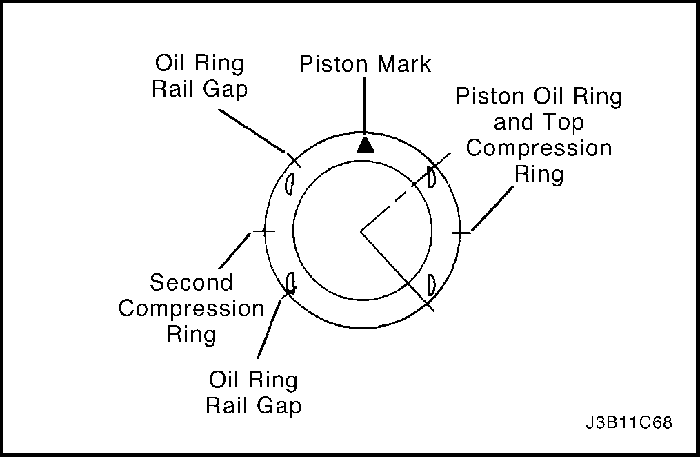 Oil Ring
Rail Gap
Piston Mark
Piston Oil Ring
and Top
Compression
Ring
Second
Compression
Ring
Oil Ring
Rail Gap
J3B11C68